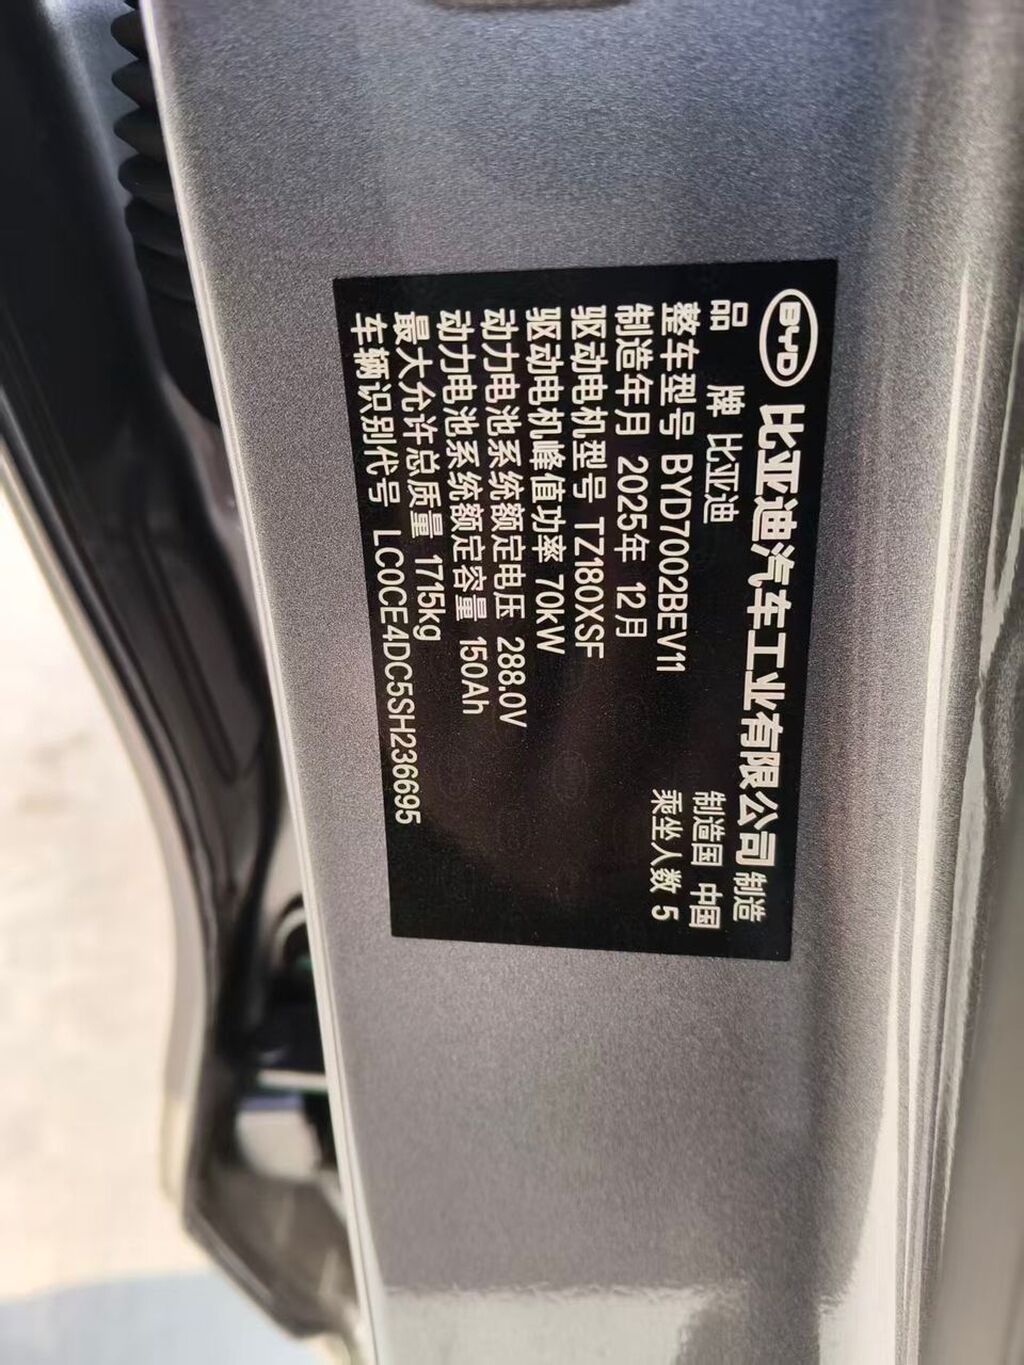 BYD 比亚迪汽车工业有限公司 制造
品 牌 比亚迪 制造国 中国
整车型号 BYD7002BEV11 乘坐人数 5
制造年月 2025年 12月
驱动电机型号 TZ180XSF
驱动电机峰值功率 70kW
动力电池系统额定电压 288.0V
动力电池系统额定容量 150Ah
最大允许总质量 1715kg
车辆识别代号 LC0CE4DC5SH236695